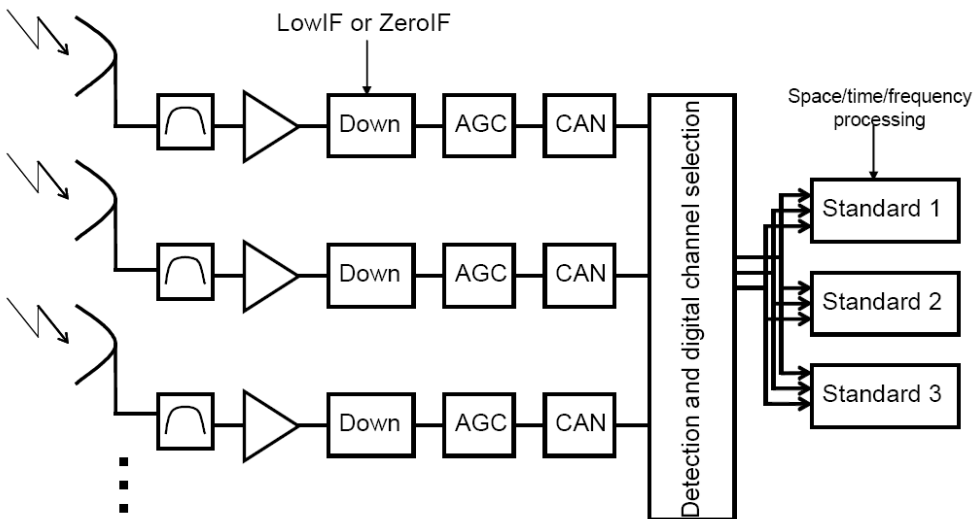 LowIF or ZeroIF
Down
AGC
CAN
Down
AGC
CAN
Down
AGC
CAN
Detection and digital channel selection
Space/time/frequency
processing
Standard 1
Standard 2
Standard 3